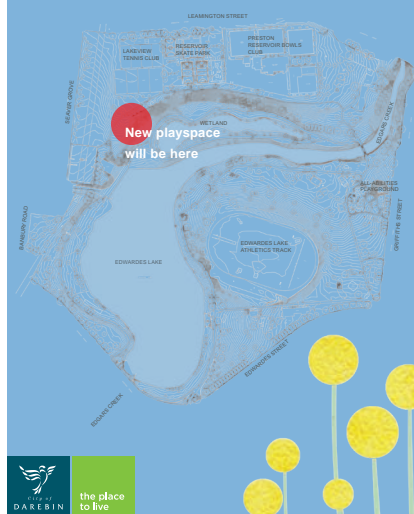 LEAMINGTON STREET
LAKEVIEW
TENNIS CLUB
RESERVOIR
SKATE PARK
PRESTON
RESERVOIR BOWLS
CLUB
BEAVER GROVE
EDGARS CREEK
WETLAND
New playspace
will be here
ALL-ABILITIES
PLAYGROUND
GRIFFITHS STREET
BANBURY ROAD
EDWARDES LAKE
ATHLETICS TRACK
EDWARDES LAKE
EDWARDES STREET
EDGARS CREEK
City of
DAREBIN
the place
to live